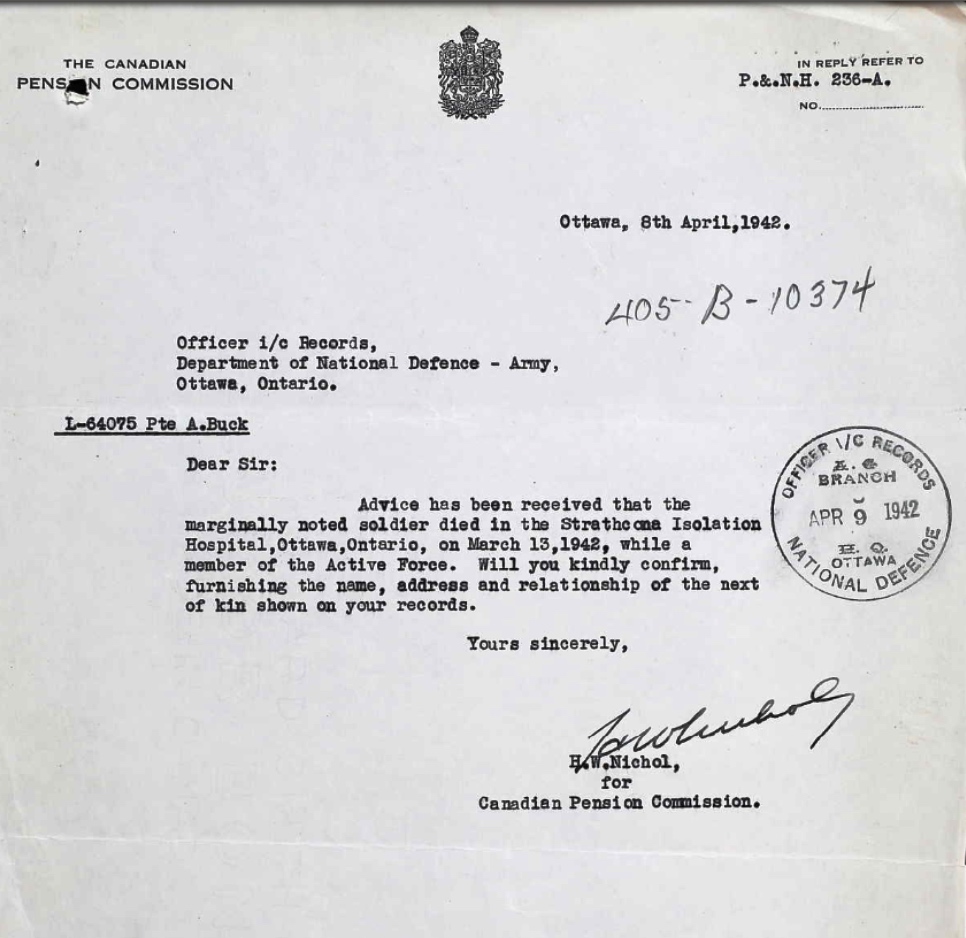 THE CANADIAN
PENS N COMMISSION
IN REPLY REFER TO
P.&.N.H. 236-A.
NO.
Ottawa, 8th April,1942.
405-B-10374
Officer i/c Records,
Department of National Defence - Army,
Ottawa, Ontario.
L-64075 Pte A.Buck
Dear Sir:
Advice has been received that the
marginally noted soldier died in the Strathcona Isolation
Hospital,Ottawa,Ontario, on March 13,1942, while a
member of the Active Force. Will you kindly confirm,
furnishing the name, address and relationship of the next
of kin shown on your records.
OFFICER I/C RECORDS
BRANCH
APR 9 1942
H. Q.
OTTAWA
NATIONAL DEFENCE
Yours sincerely,
H.W.Nichol,
for
Canadian Pension Commission.